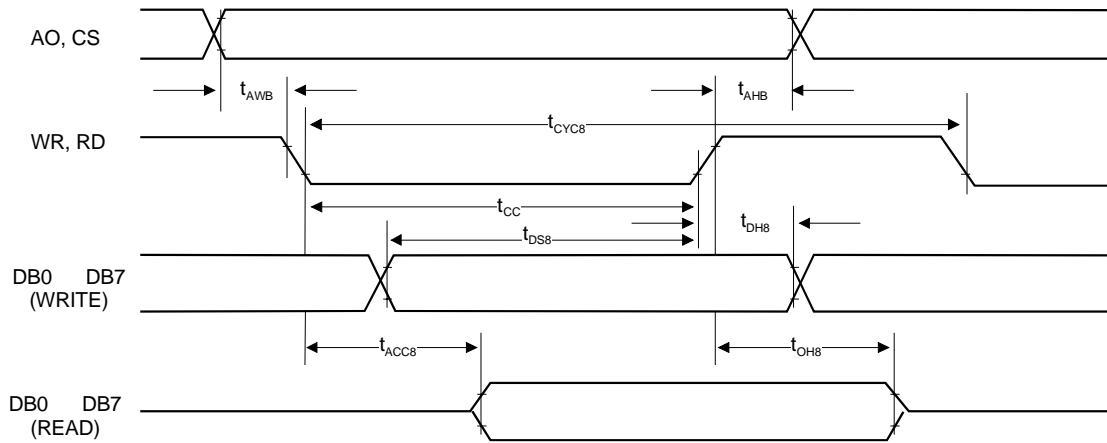 AO, CS
tAWB
tAHB
tCYC8
WR, RD
tCC
tDS8
tDH8
DB0 DB7
(WRITE)
tACC8
tOH8
DB0 DB7
(READ)